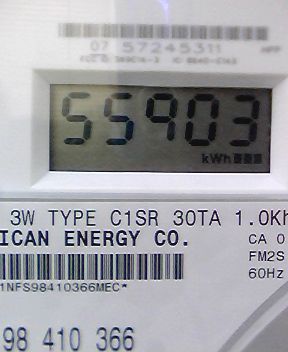 07 57245311
55903
kWh
3W TYPE C1SR 30TA 1.0Kh
ICAN ENERGY CO.
CA 0
FM2S
60Hz
1NFS98410366MEC*
98 410 366